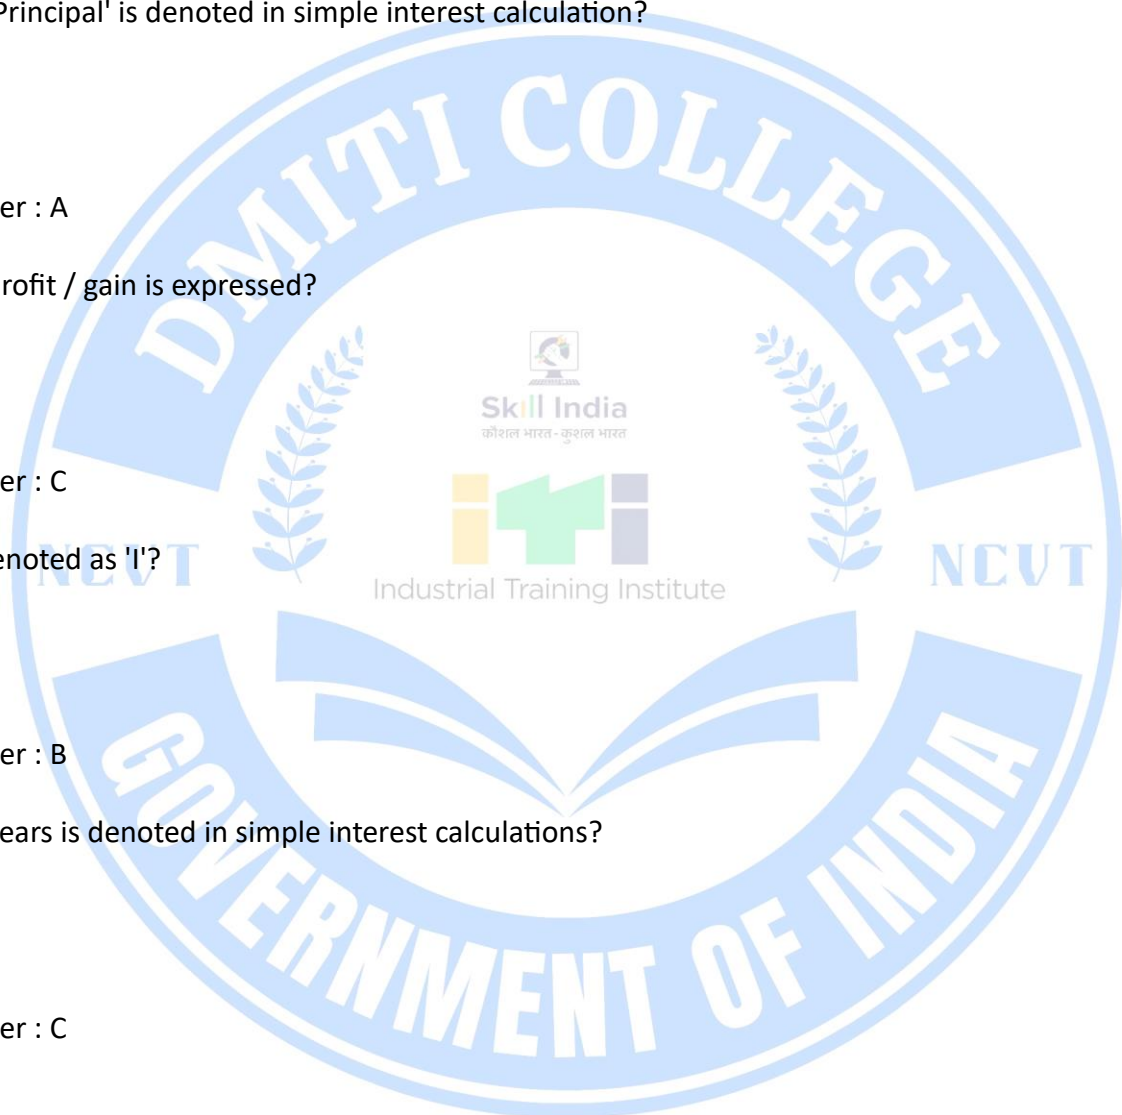 Principal' is denoted in simple interest calculation?
DMITI COLLEGE
er : A
rofit / gain is expressed?
Skill India
कौशल भारत - कुशल भारत
er : C
enoted as 'I'?
NCVT
NCVT
iti
Industrial Training Institute
er : B
ears is denoted in simple interest calculations?
GOVERNMENT OF INDIA
er : C